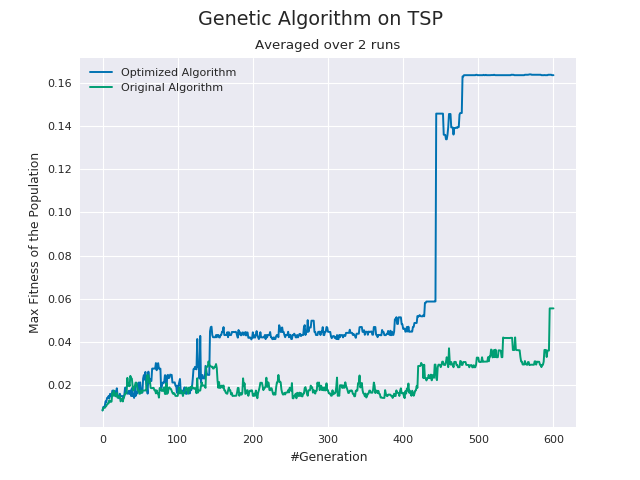 Genetic Algorithm on TSP
Averaged over 2 runs
Optimized Algorithm
Original Algorithm
Max Fitness of the Population
0.16
0.14
0.12
0.10
0.08
0.06
0.04
0.02
0 100 200 300 400 500 600
#Generation